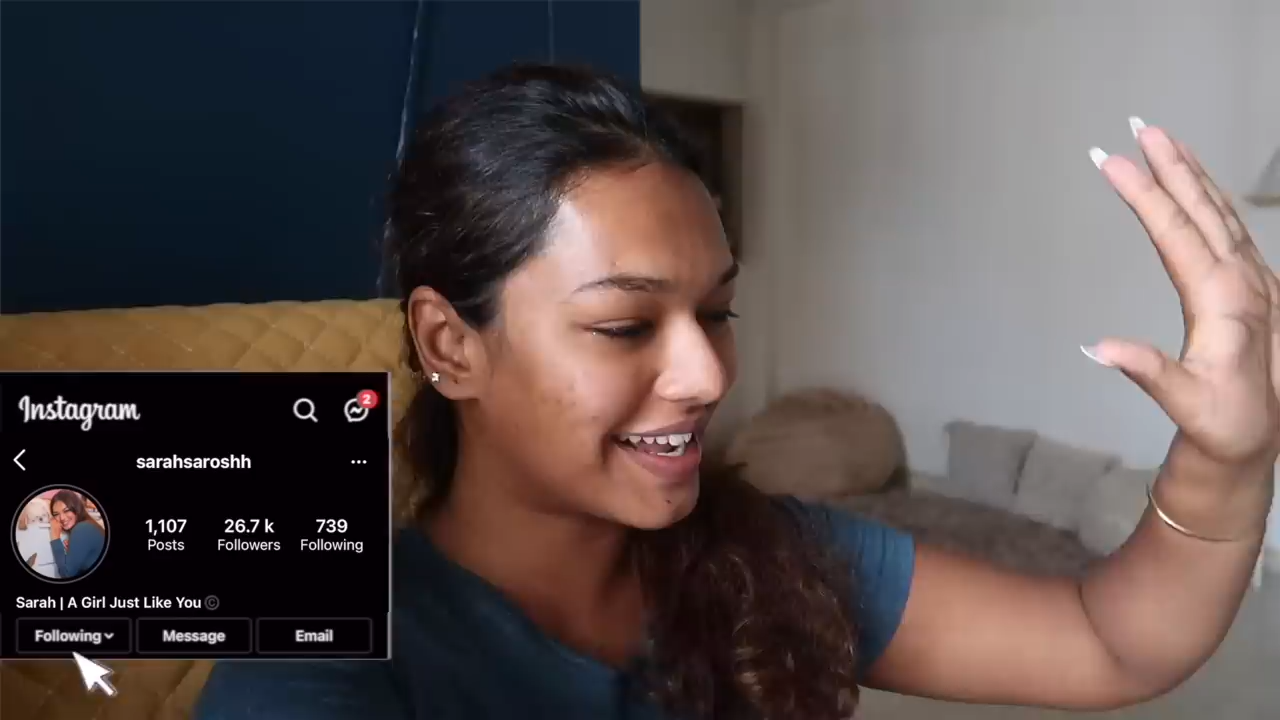 Instagram
2
sarahsaroshh
1,107 26.7 k 739
Posts Followers Following
Sarah | A Girl Just Like You ©
Following Message Email